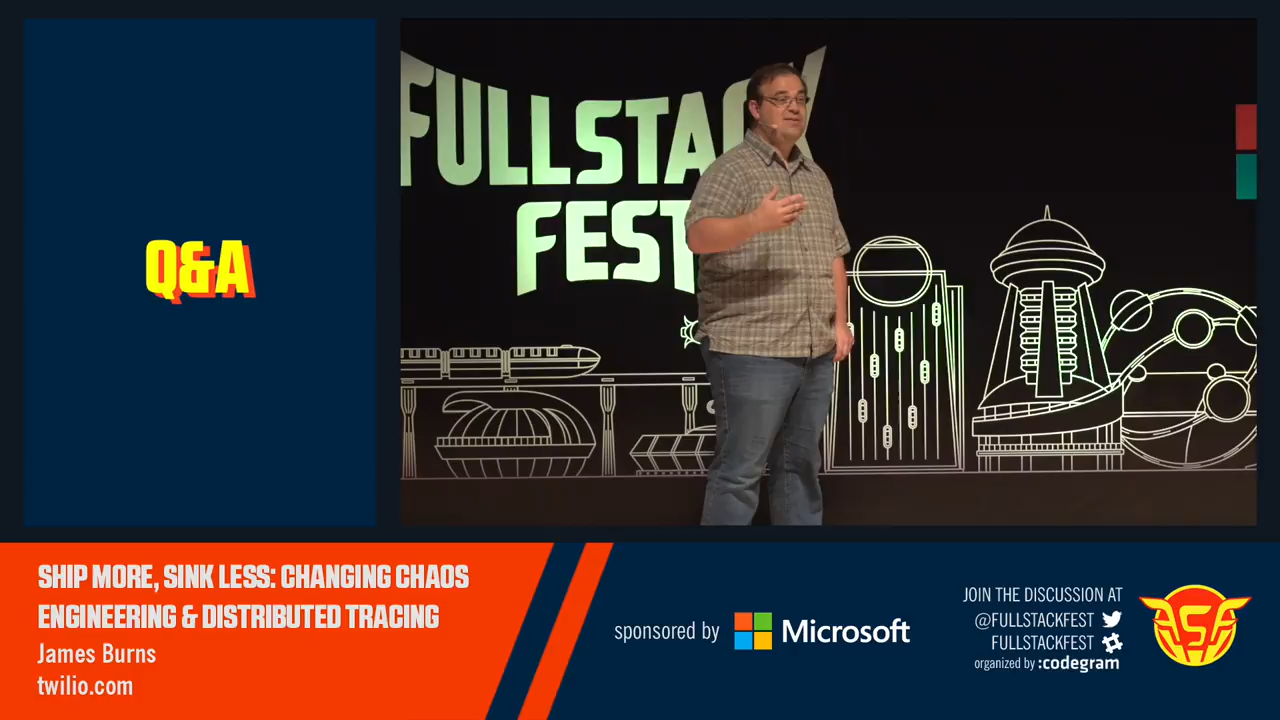 Q&A
FULLSTACK
FEST
SHIP MORE, SINK LESS: CHANGING CHAOS
ENGINEERING & DISTRIBUTED TRACING
James Burns
twilio.com
sponsored by Microsoft
JOIN THE DISCUSSION AT
@FULLSTACKFEST
FULLSTACKFEST
organized by :codegram
FSF